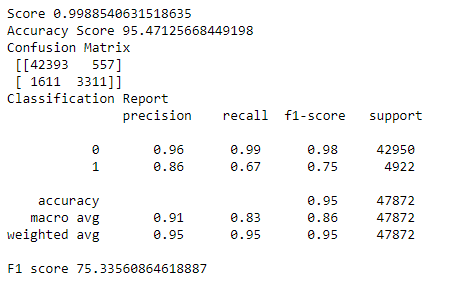 Score 0.9988540631518635
Accuracy Score 95.47125668449198
Confusion Matrix
[[42393 557]
[ 1611 3311]]
Classification Report
precision recall f1-score support
0 0.96 0.99 0.98 42950
1 0.86 0.67 0.75 4922
accuracy 0.95 47872
macro avg 0.91 0.83 0.86 47872
weighted avg 0.95 0.95 0.95 47872
F1 score 75.33560864618887